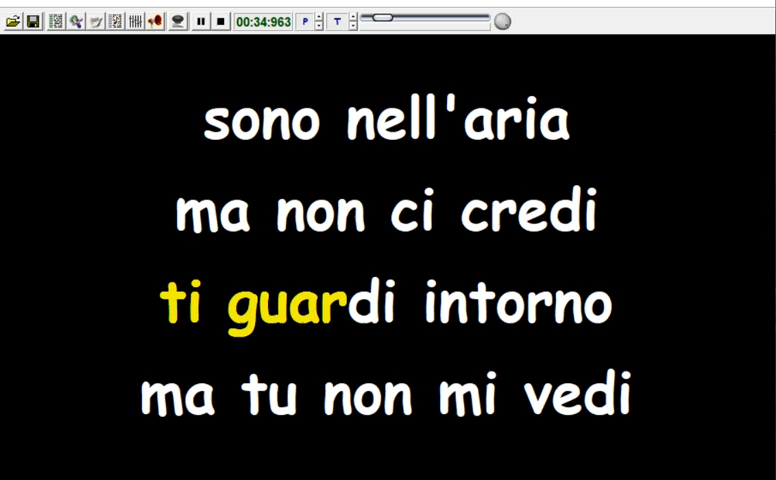 00:34:963 P T
sono nell'aria
ma non ci credi
ti guardi intorno
ma tu non mi vedi